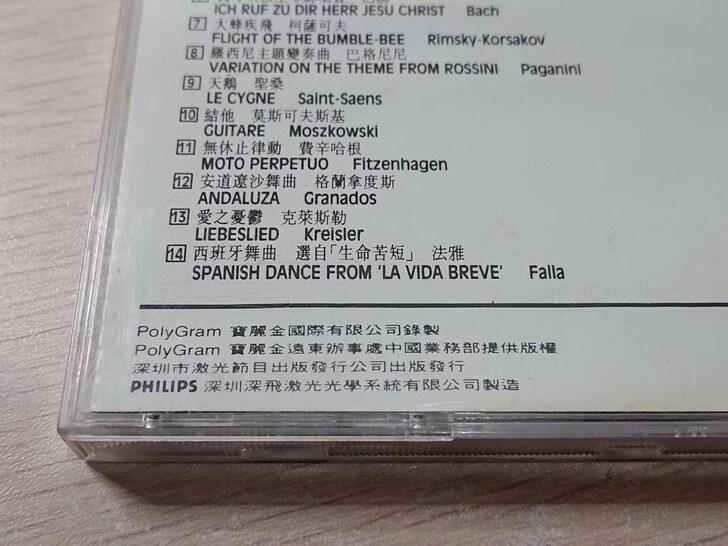 ICH RUF ZU DIR HERR JESU CHRIST Bach
7 大蜂疾飛 柯薩可夫
FLIGHT OF THE BUMBLE-BEE Rimsky-Korsakov
8 羅西尼主題變奏曲 巴格尼尼
VARIATION ON THE THEME FROM ROSSINI Paganini
9 天鵝 聖桑
LE CYGNE Saint-Saens
10 結他 莫斯可夫斯基
GUITARE Moszkowski
11 無休止律動 費辛哈根
MOTO PERPETUO Fitzenhagen
12 安道遼沙舞曲 格蘭拿度斯
ANDALUZA Granados
13 愛之憂鬱 克萊斯勒
LIEBESLIED Kreisler
14 西班牙舞曲 選自「生命苦短」 法雅
SPANISH DANCE FROM 'LA VIDA BREVE' Falla
PolyGram 寶麗金國際有限公司錄製
PolyGram 寶麗金遠東辦事處中國業務部提供版權
深圳市激光節目出版發行公司出版發行
PHILIPS 深圳深飛激光光學系統有限公司製造